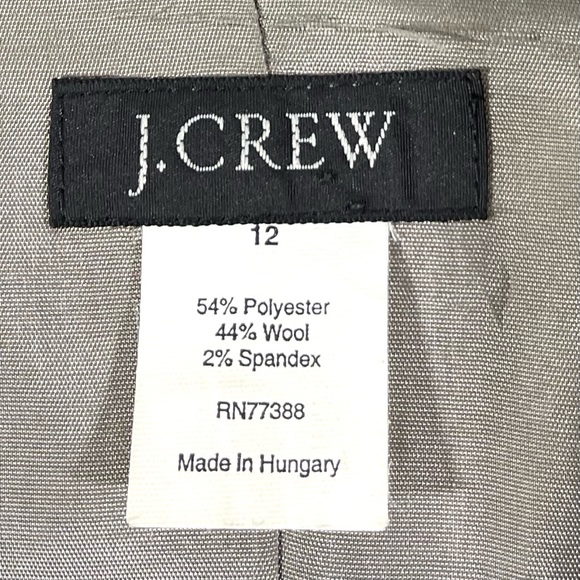 J.CREW
12
54% Polyester
44% Wool
2% Spandex
RN77388
Made In Hungary